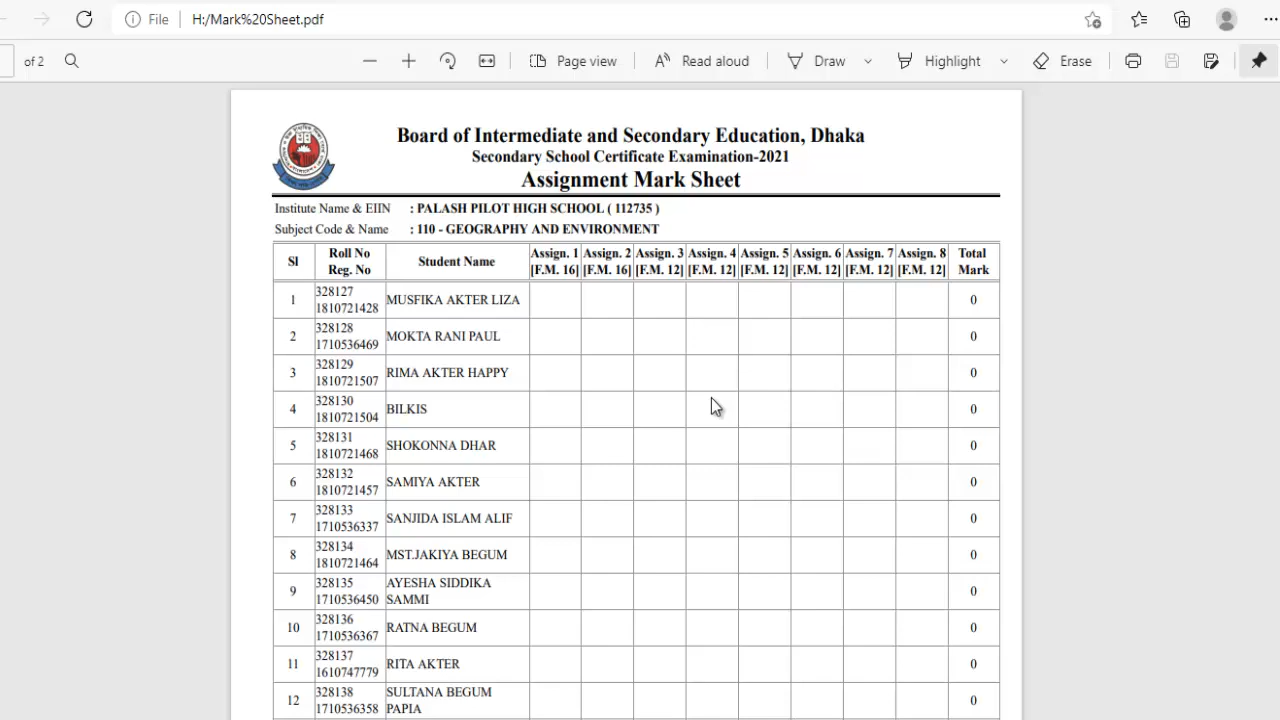 File H:/Mark%20Sheet.pdf
of 2 Page view Read aloud Draw Highlight Erase
Board of Intermediate and Secondary Education, Dhaka
Secondary School Certificate Examination-2021
Assignment Mark Sheet
Institute Name & EIIN : PALASH PILOT HIGH SCHOOL ( 112735 )
Subject Code & Name : 110 - GEOGRAPHY AND ENVIRONMENT
Sl Roll No Reg. No Student Name Assign. 1 [F.M. 16] Assign. 2 [F.M. 16] Assign. 3 [F.M. 12] Assign. 4 [F.M. 12] Assign. 5 [F.M. 12] Assign. 6 [F.M. 12] Assign. 7 [F.M. 12] Assign. 8 [F.M. 12] Total Mark
1 328127 1810721428 MUSFIKA AKTER LIZA 0
2 328128 1710536469 MOKTA RANI PAUL 0
3 328129 1810721507 RIMA AKTER HAPPY 0
4 328130 1810721504 BILKIS 0
5 328131 1810721468 SHOKONNA DHAR 0
6 328132 1810721457 SAMIYA AKTER 0
7 328133 1710536337 SANJIDA ISLAM ALIF 0
8 328134 1810721464 MST.JAKIYA BEGUM 0
9 328135 1710536450 AYESHA SIDDIKA SAMMI 0
10 328136 1710536367 RATNA BEGUM 0
11 328137 1610747779 RITA AKTER 0
12 328138 1710536358 SULTANA BEGUM PAPIA 0